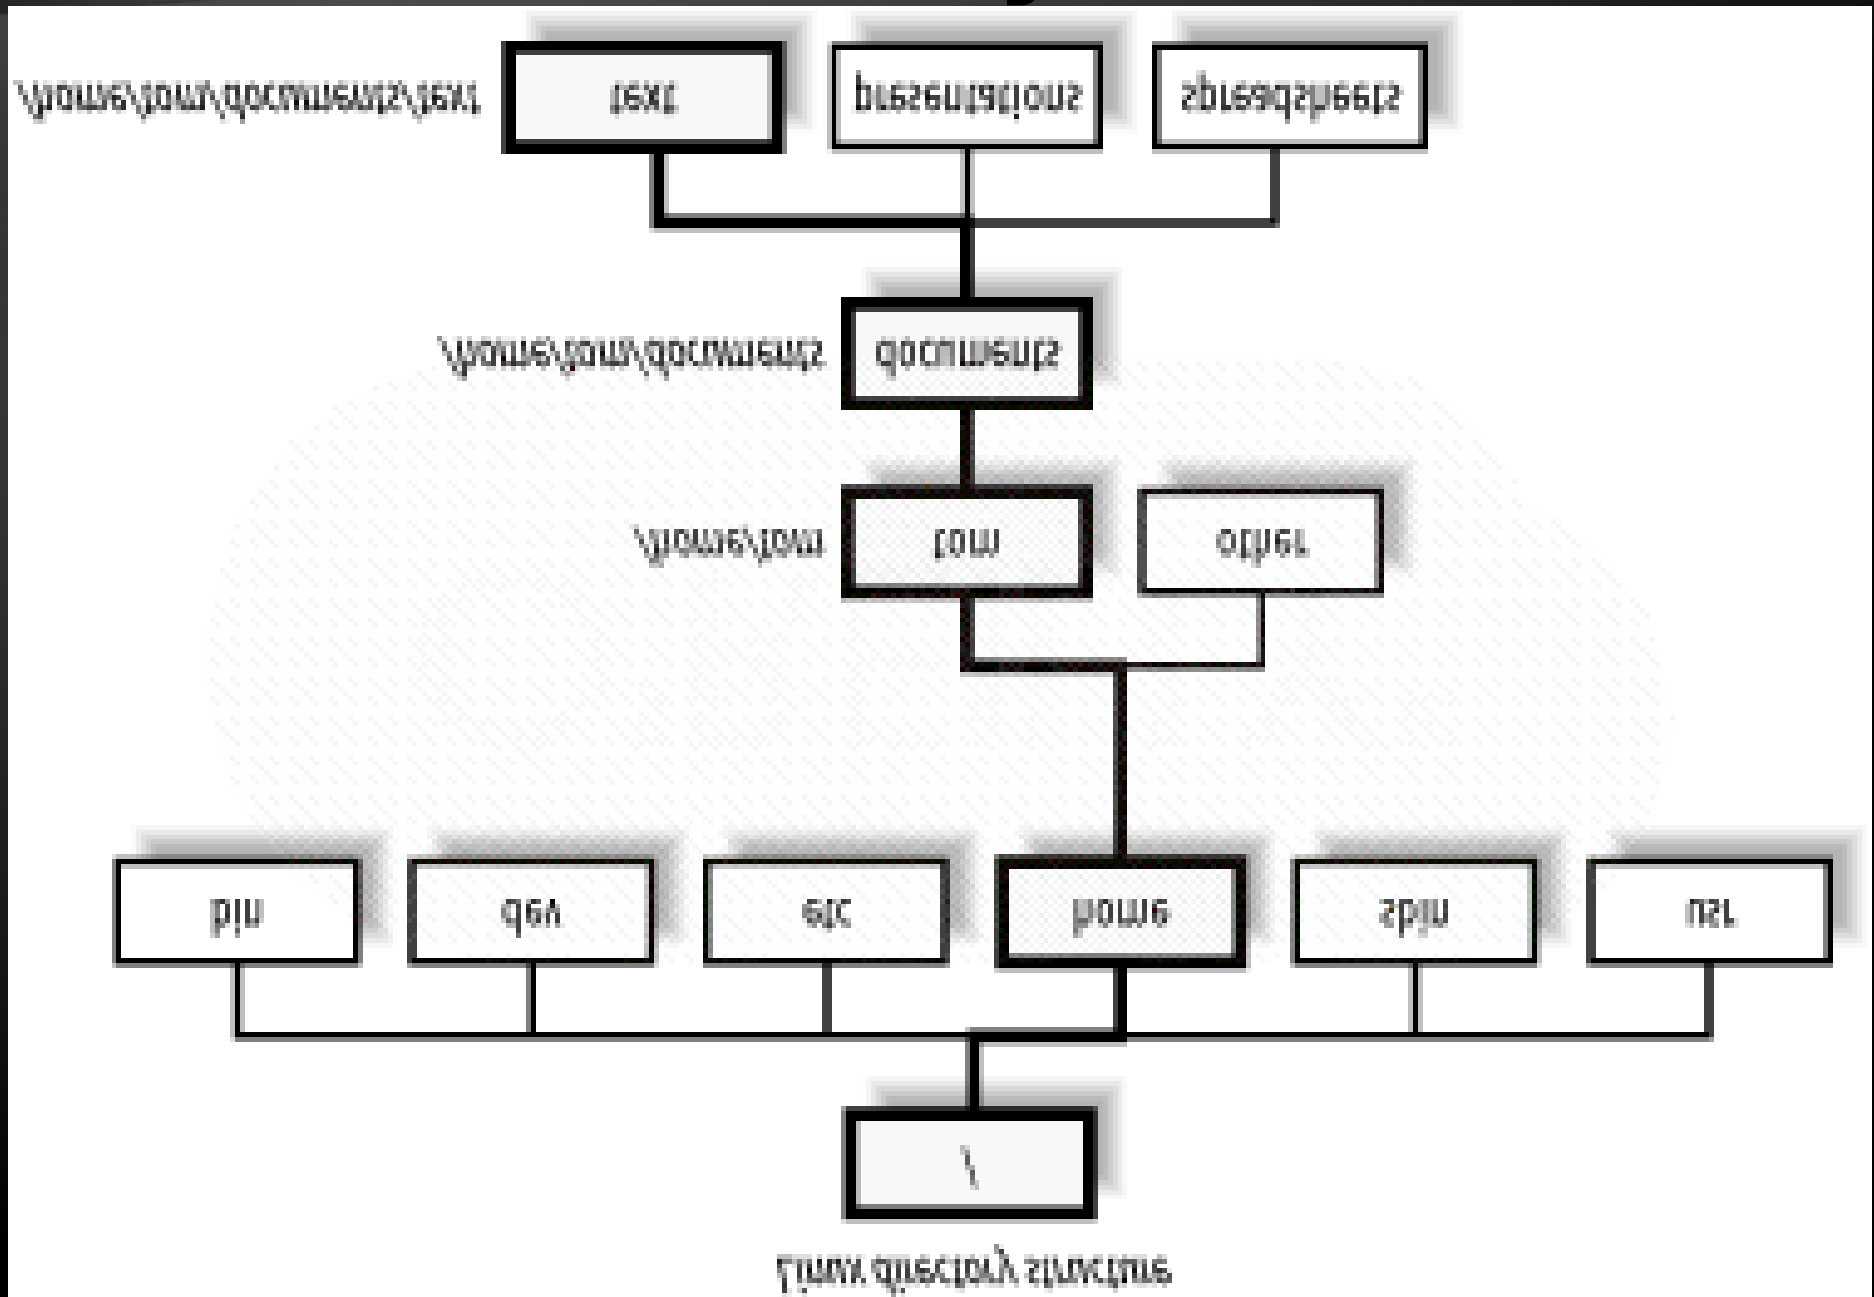 Linux directory structure
/
bin dev etc home sbin usr
/home/tom tom other
/home/tom/documents documents
/home/tom/documents/text text presentations spreadsheets